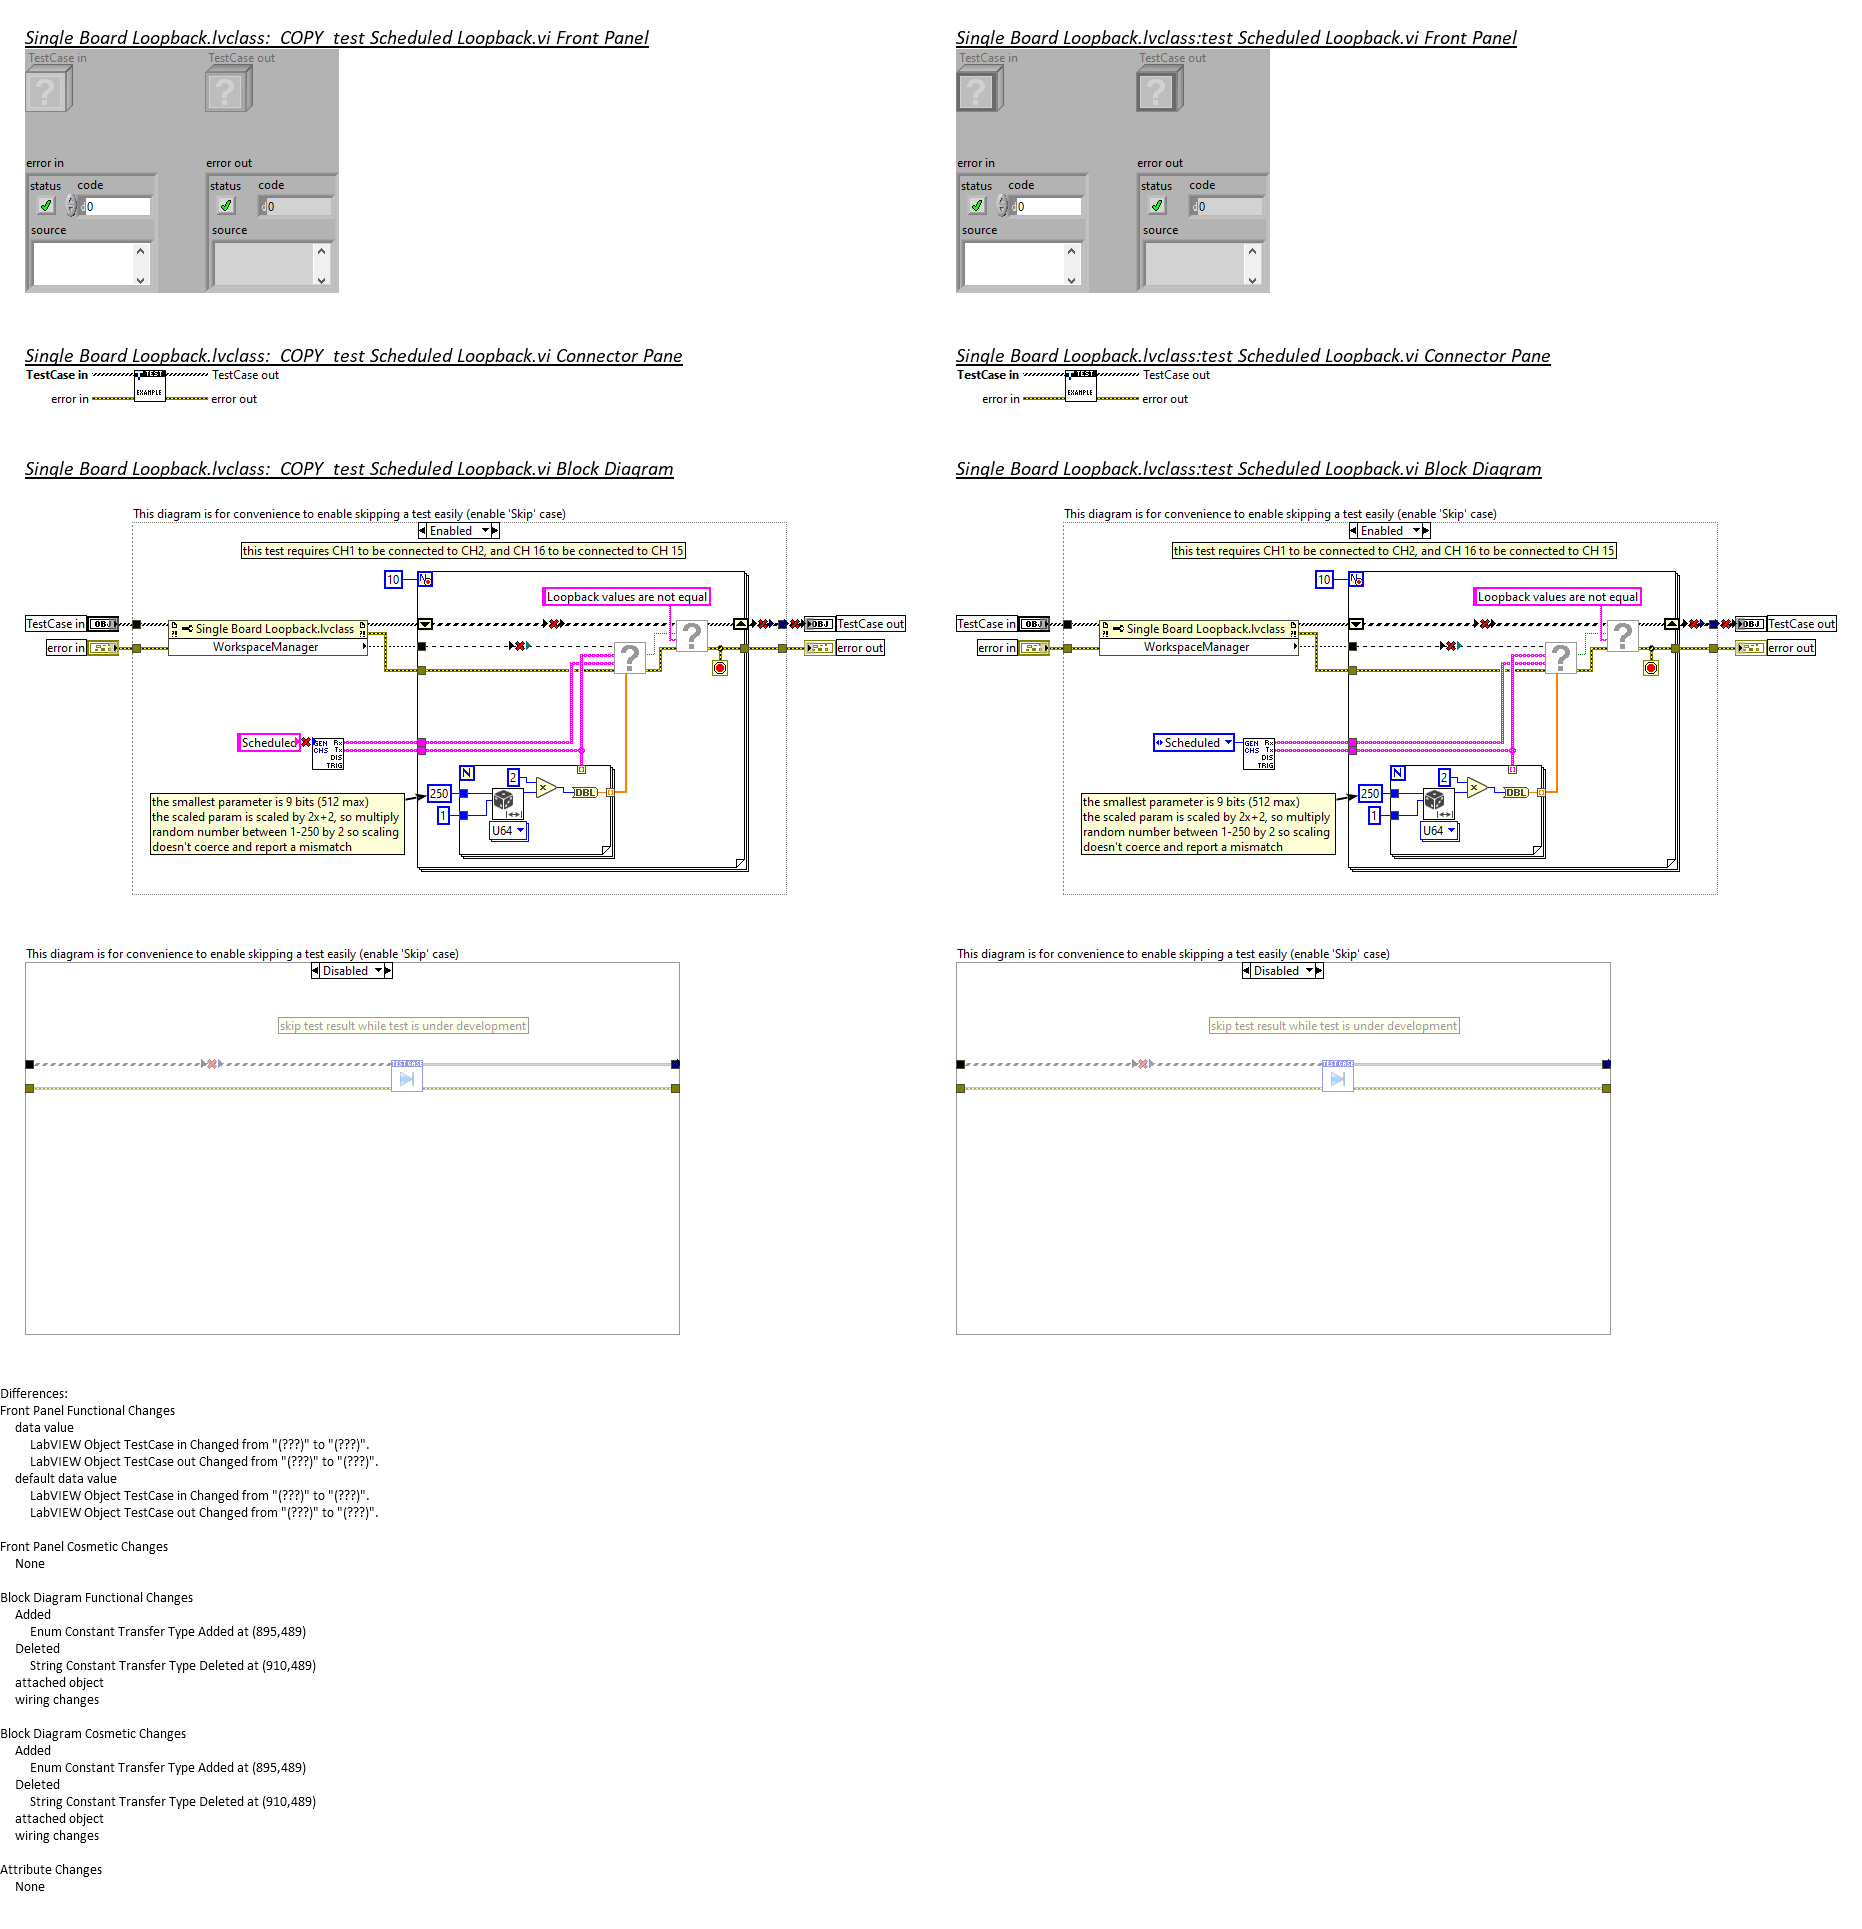 Single Board Loopback.lvclass:_COPY_test Scheduled Loopback.vi Front Panel
TestCase in
TestCase out
error in
error out
status
code
status
code
0
0
source
source
Single Board Loopback.lvclass:_COPY_test Scheduled Loopback.vi Connector Pane
TestCase in
TEST
TestCase out
error in
EXAMPLE
error out
Single Board Loopback.lvclass:_COPY_test Scheduled Loopback.vi Block Diagram
This diagram is for convenience to enable skipping a test easily (enable 'Skip' case)
Enabled
this test requires CH1 to be connected to CH2, and CH 16 to be connected to CH 15
10
N
Loopback values are not equal
TestCase in
OBJ
Single Board Loopback.lvclass
OBJ
TestCase out
error in
WorkspaceManager
error out
Scheduled
GEN Rx
CHS Tx
DIS
TRIG
N
2
250
DBL
1
U64
the smallest parameter is 9 bits (512 max)
the scaled param is scaled by 2x+2, so multiply
random number between 1-250 by 2 so scaling
doesn't coerce and report a mismatch
This diagram is for convenience to enable skipping a test easily (enable 'Skip' case)
Disabled
skip test result while test is under development
TEST CASE
Single Board Loopback.lvclass:test Scheduled Loopback.vi Front Panel
TestCase in
TestCase out
error in
error out
status
code
status
code
0
0
source
source
Single Board Loopback.lvclass:test Scheduled Loopback.vi Connector Pane
TestCase in
TEST
TestCase out
error in
EXAMPLE
error out
Single Board Loopback.lvclass:test Scheduled Loopback.vi Block Diagram
This diagram is for convenience to enable skipping a test easily (enable 'Skip' case)
Enabled
this test requires CH1 to be connected to CH2, and CH 16 to be connected to CH 15
10
N
Loopback values are not equal
TestCase in
OBJ
Single Board Loopback.lvclass
OBJ
TestCase out
error in
WorkspaceManager
error out
Scheduled
GEN Rx
CHS Tx
DIS
TRIG
N
2
250
DBL
1
U64
the smallest parameter is 9 bits (512 max)
the scaled param is scaled by 2x+2, so multiply
random number between 1-250 by 2 so scaling
doesn't coerce and report a mismatch
This diagram is for convenience to enable skipping a test easily (enable 'Skip' case)
Disabled
skip test result while test is under development
TEST CASE
Differences:
Front Panel Functional Changes
data value
LabVIEW Object TestCase in Changed from "(???)" to "(???)".
LabVIEW Object TestCase out Changed from "(???)" to "(???)".
default data value
LabVIEW Object TestCase in Changed from "(???)" to "(???)".
LabVIEW Object TestCase out Changed from "(???)" to "(???)".
Front Panel Cosmetic Changes
None
Block Diagram Functional Changes
Added
Enum Constant Transfer Type Added at (895,489)
Deleted
String Constant Transfer Type Deleted at (910,489)
attached object
wiring changes
Block Diagram Cosmetic Changes
Added
Enum Constant Transfer Type Added at (895,489)
Deleted
String Constant Transfer Type Deleted at (910,489)
attached object
wiring changes
Attribute Changes
None